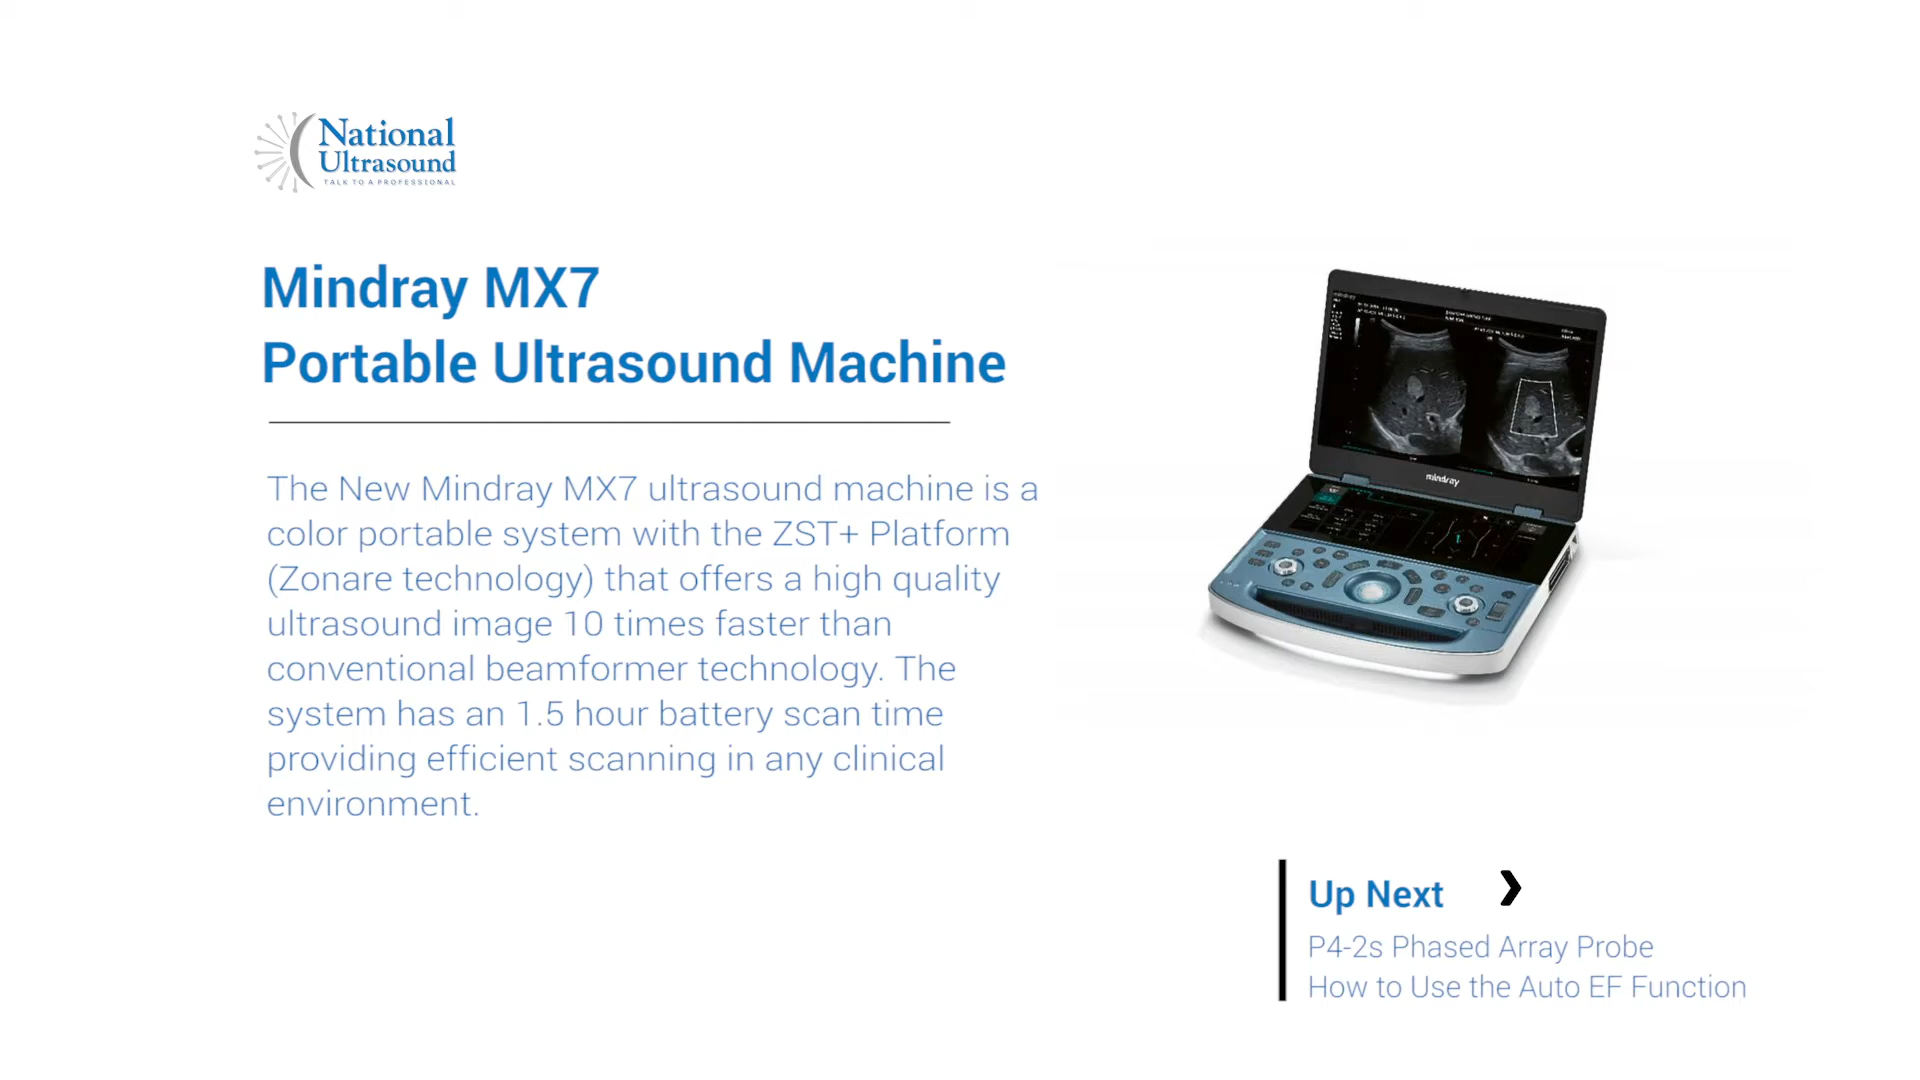 National
Ultrasound
TALK TO A PROFESSIONAL
Mindray MX7
Portable Ultrasound Machine
The New Mindray MX7 ultrasound machine is a
color portable system with the ZST+ Platform
(Zonare technology) that offers a high quality
ultrasound image 10 times faster than
conventional beamformer technology. The
system has an 1.5 hour battery scan time
providing efficient scanning in any clinical
environment.
mindray
Up Next
P4-2s Phased Array Probe
How to Use the Auto EF Function